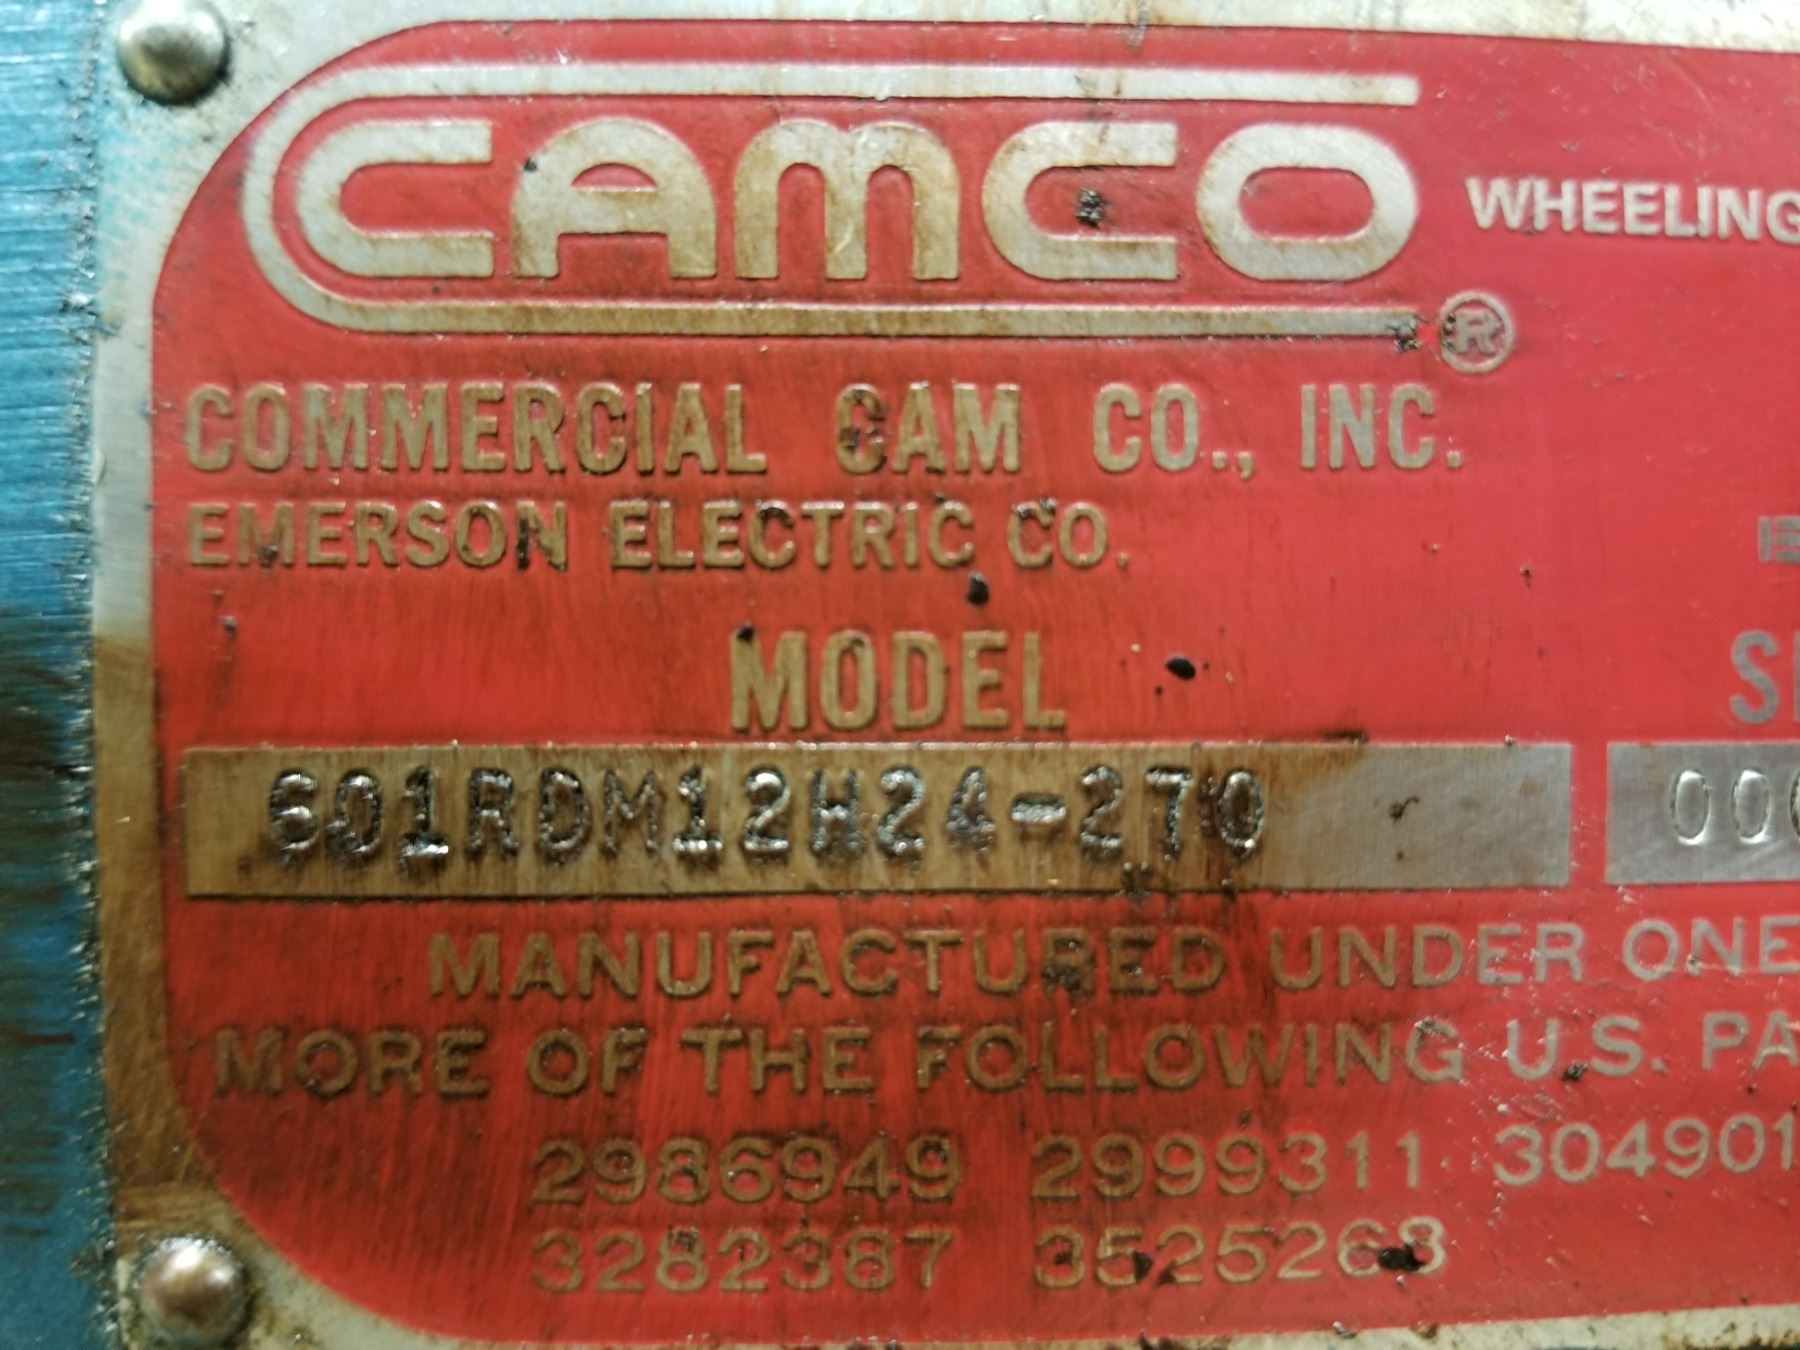 CAMCO ® WHEELING
COMMERCIAL CAM CO., INC.
EMERSON ELECTRIC CO.
MODEL
601RDM12H24-270
MANUFACTURED UNDER ONE
MORE OF THE FOLLOWING U.S.
2986949 2999311 304901
3282387 3525268